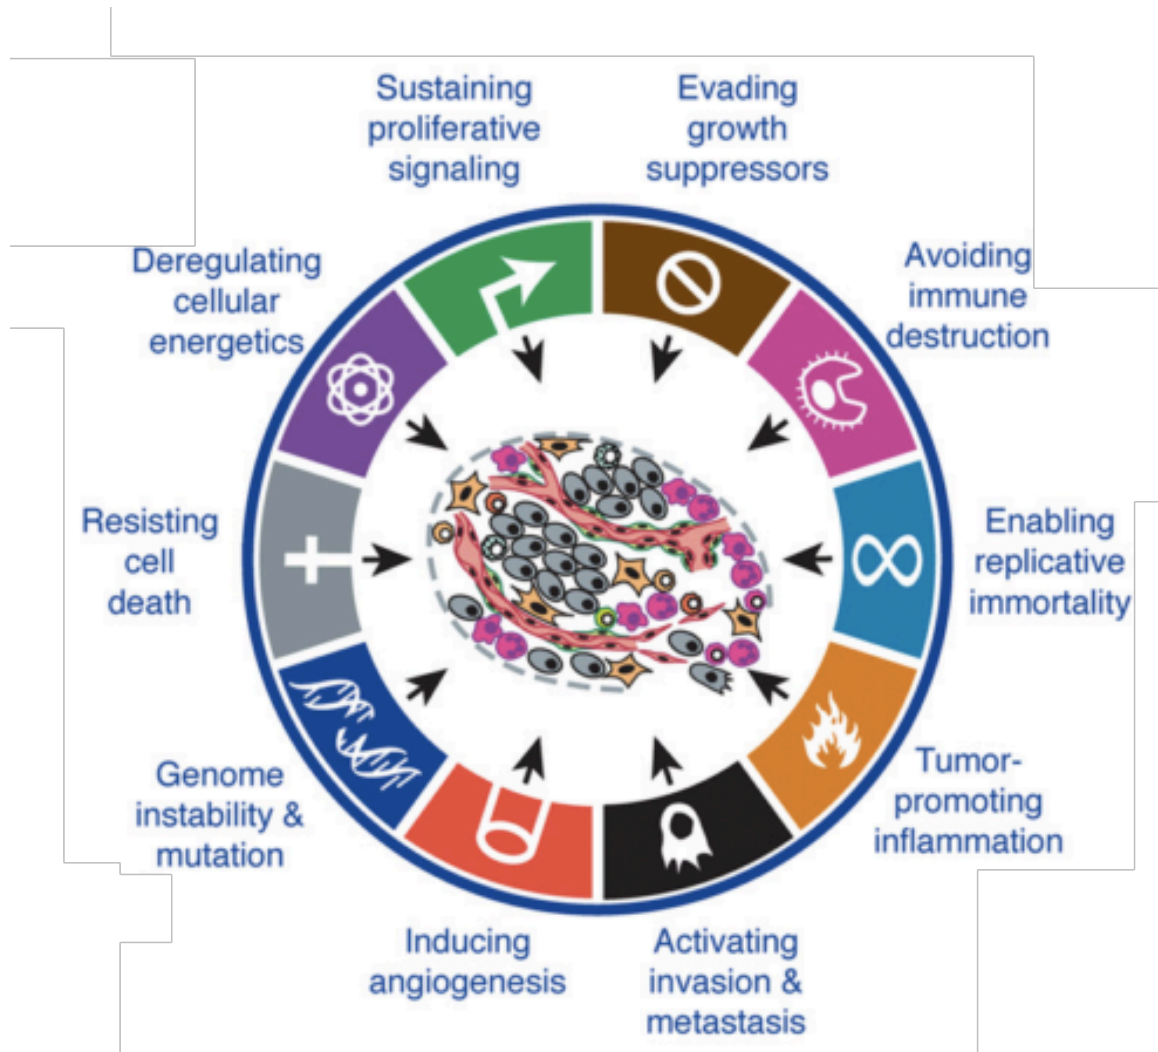 Sustaining
proliferative
signaling
Evading
growth
suppressors
Avoiding
immune
destruction
Enabling
replicative
immortality
Tumor-
promoting
inflammation
Activating
invasion &
metastasis
Inducing
angiogenesis
Genome
instability &
mutation
Resisting
cell
death
Deregulating
cellular
energetics